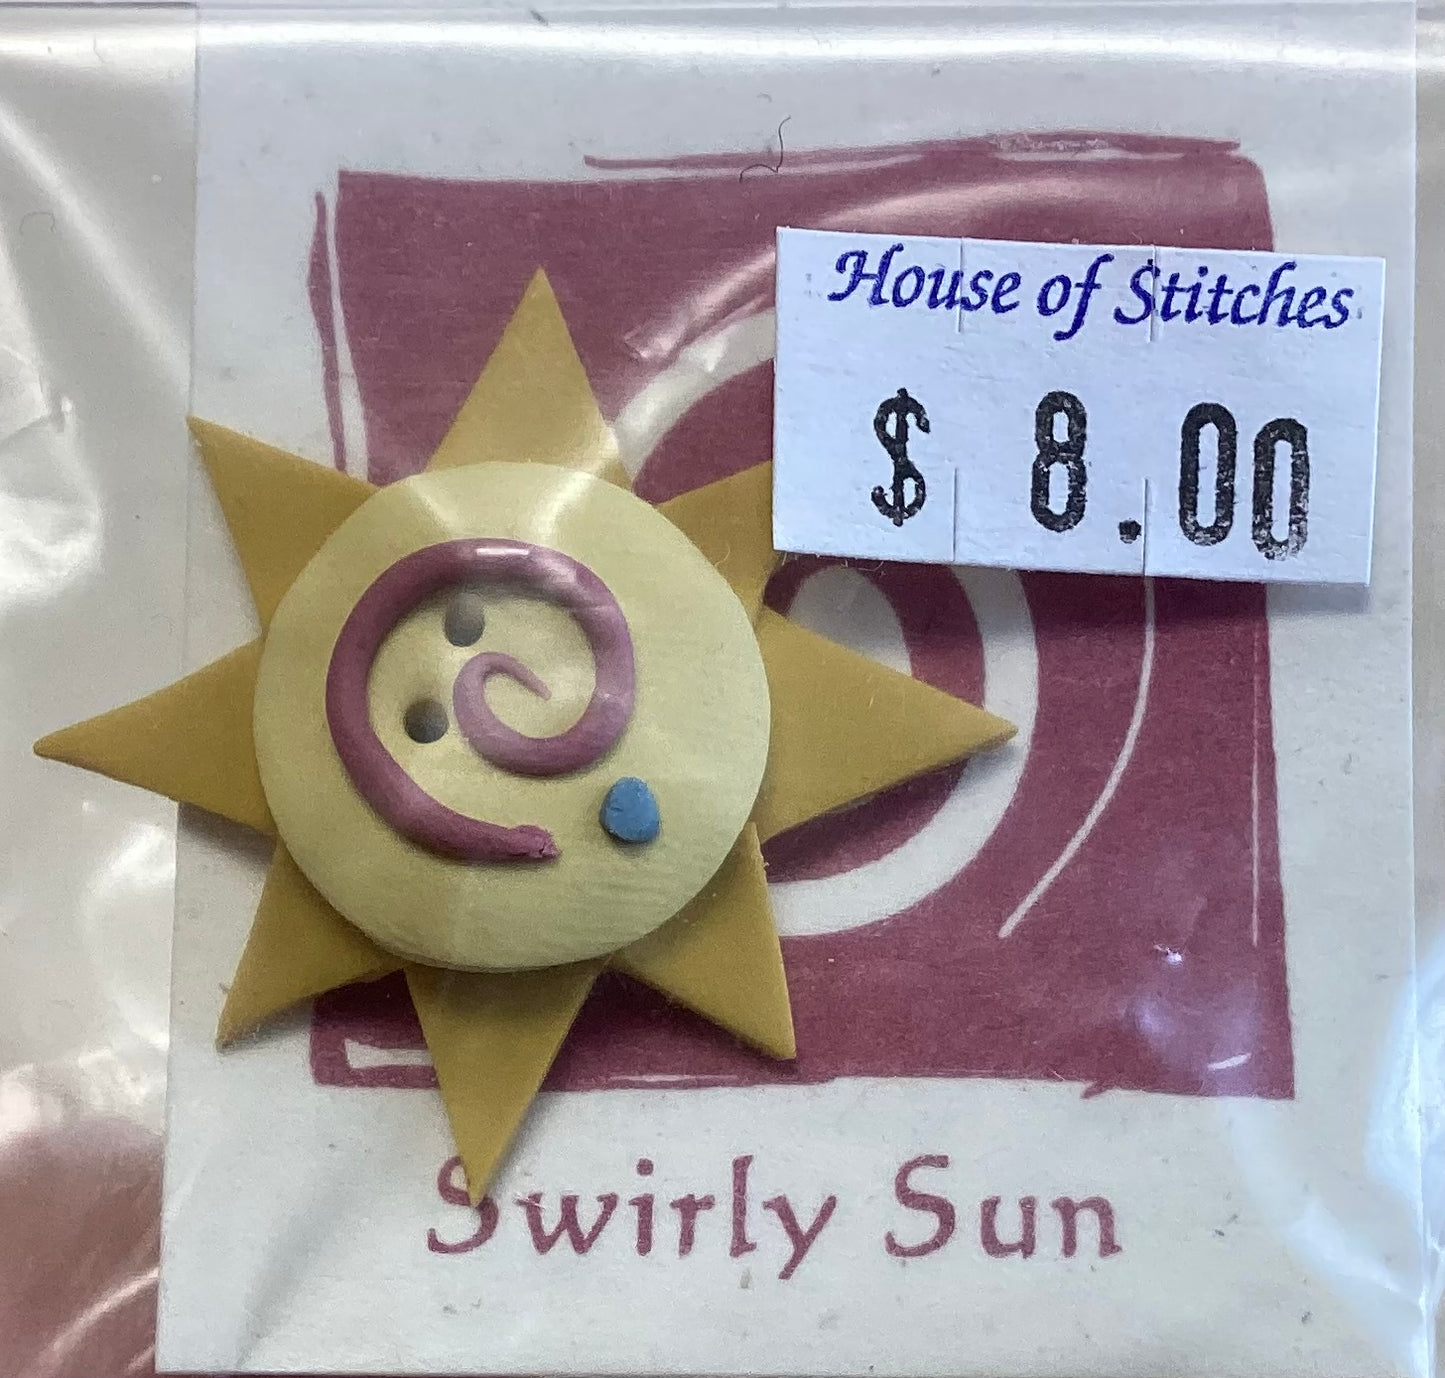 House of Stitches
$ 8.00
Swirly Sun